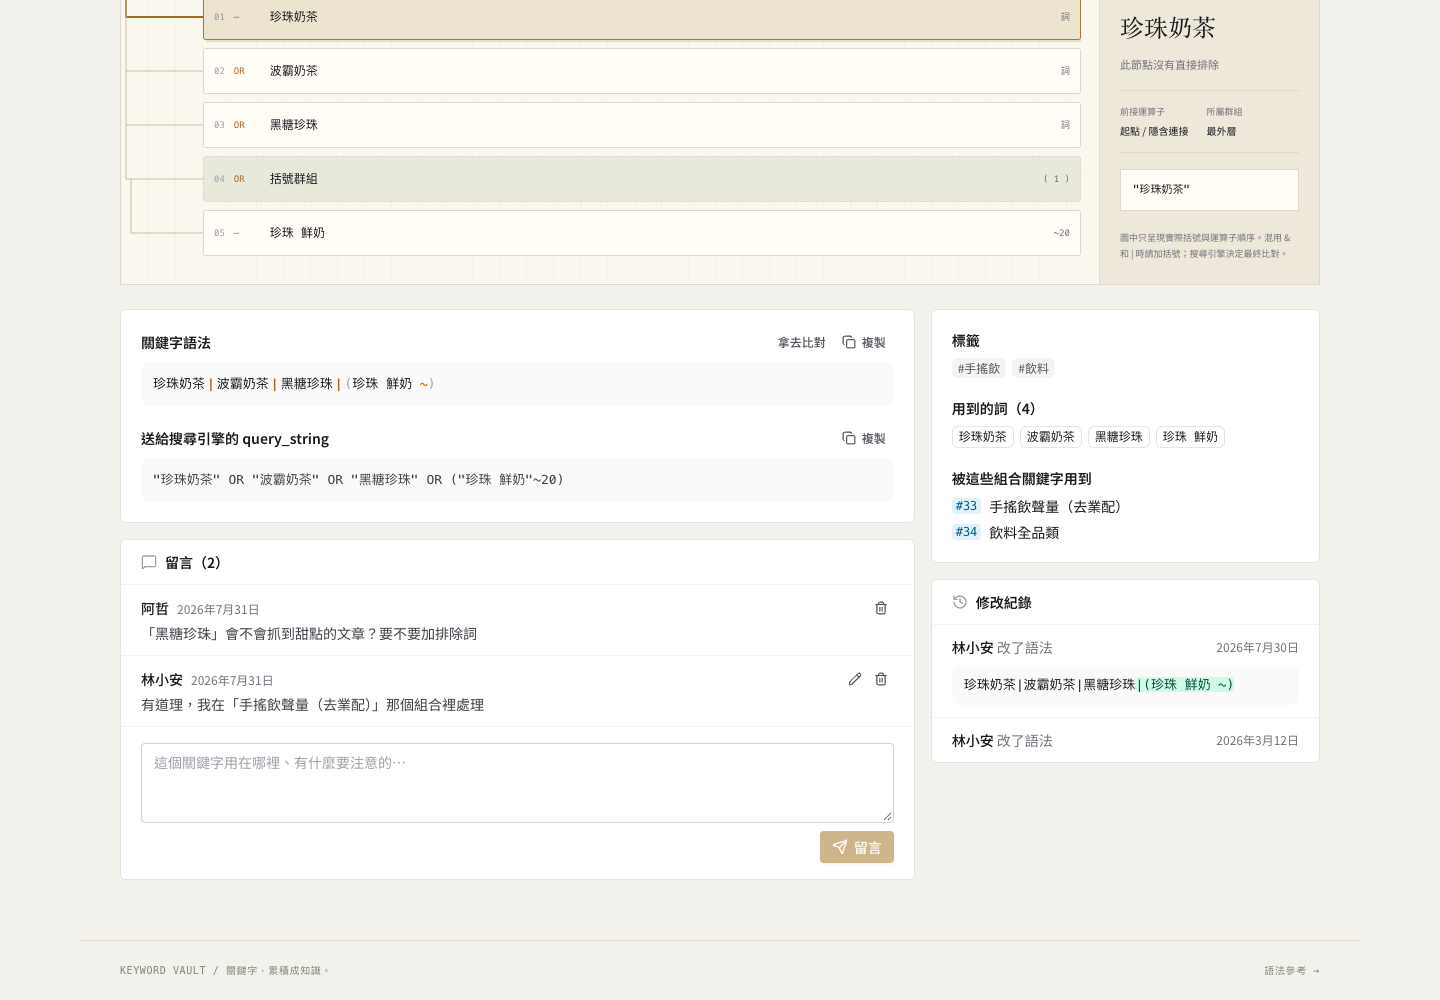 01 — 珍珠奶茶 詞
02 OR 波霸奶茶 詞
03 OR 黑糖珍珠 詞
04 OR 括號群組 ( 1 )
05 — 珍珠 鮮奶 ~20
珍珠奶茶
此節點沒有直接排除
前接運算子 所屬群組
起點 / 隱含連接 最外層
"珍珠奶茶"
圖中只呈現實際括號與運算子順序。混用 &
和 | 時請加括號；搜尋引擎決定最終比對。
關鍵字語法 拿去比對 複製
珍珠奶茶|波霸奶茶|黑糖珍珠|(珍珠 鮮奶 ~)
送給搜尋引擎的 query_string 複製
"珍珠奶茶" OR "波霸奶茶" OR "黑糖珍珠" OR ("珍珠 鮮奶"~20)
留言（2）
阿哲 2026年7月31日
「黑糖珍珠」會不會抓到甜點的文章？要不要加排除詞
林小安 2026年7月31日
有道理，我在「手搖飲聲量（去業配）」那個組合裡處理
這個關鍵字用在哪裡、有什麼要注意的…
留言
標籤
#手搖飲 #飲料
用到的詞（4）
珍珠奶茶 波霸奶茶 黑糖珍珠 珍珠 鮮奶
被這些組合關鍵字用到
#33 手搖飲聲量（去業配）
#34 飲料全品類
修改紀錄
林小安 改了語法 2026年7月30日
珍珠奶茶|波霸奶茶|黑糖珍珠|(珍珠 鮮奶 ~)
林小安 改了語法 2026年3月12日
KEYWORD VAULT / 關鍵字，累積成知識。
語法參考 →